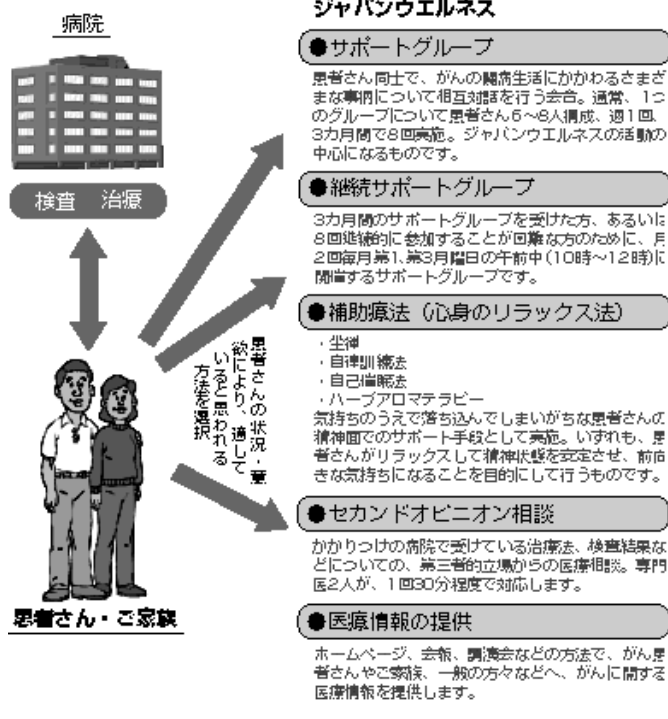 病院
検査 治療
患者さん・ご家族
患者さんの状況・意
欲により、適して
いると思われる
方法を選択
ジャパンウエルネス
●サポートグループ
患者さん同士で、がんの闘病生活にかかわるさまざ
まな事柄について相互対話を行う会合。通常、1つ
のグループについて患者さん6〜8人構成、週1回、
3カ月間で8回実施。ジャパンウエルネスの活動の
中心になるものです。
●継続サポートグループ
3カ月間のサポートグループを受けた方、あるいは
8回継続的に参加することが困難な方のために、月
2回毎月第1、第3月曜日の午前中(10時〜12時)に
開催するサポートグループです。
●補助療法(心身のリラックス法)
・坐禅
・自律訓練法
・自己催眠法
・ハーブアロマテラピー
気持ちのうえで落ち込んでしまいがちな患者さんの
精神面でのサポート手段として実施。いずれも、患
者さんがリラックスして精神状態を安定させ、前向
きな気持ちになることを目的にして行うものです。
●セカンドオピニオン相談
かかりつけの病院で受けている治療法、検査結果な
どについての、第三者的立場からの医療相談。専門
医2人が、1回30分程度で対応します。
●医療情報の提供
ホームページ、会報、講演会などの方法で、がん患
者さんやご家族、一般の方々などへ、がんに関する
医療情報を提供します。